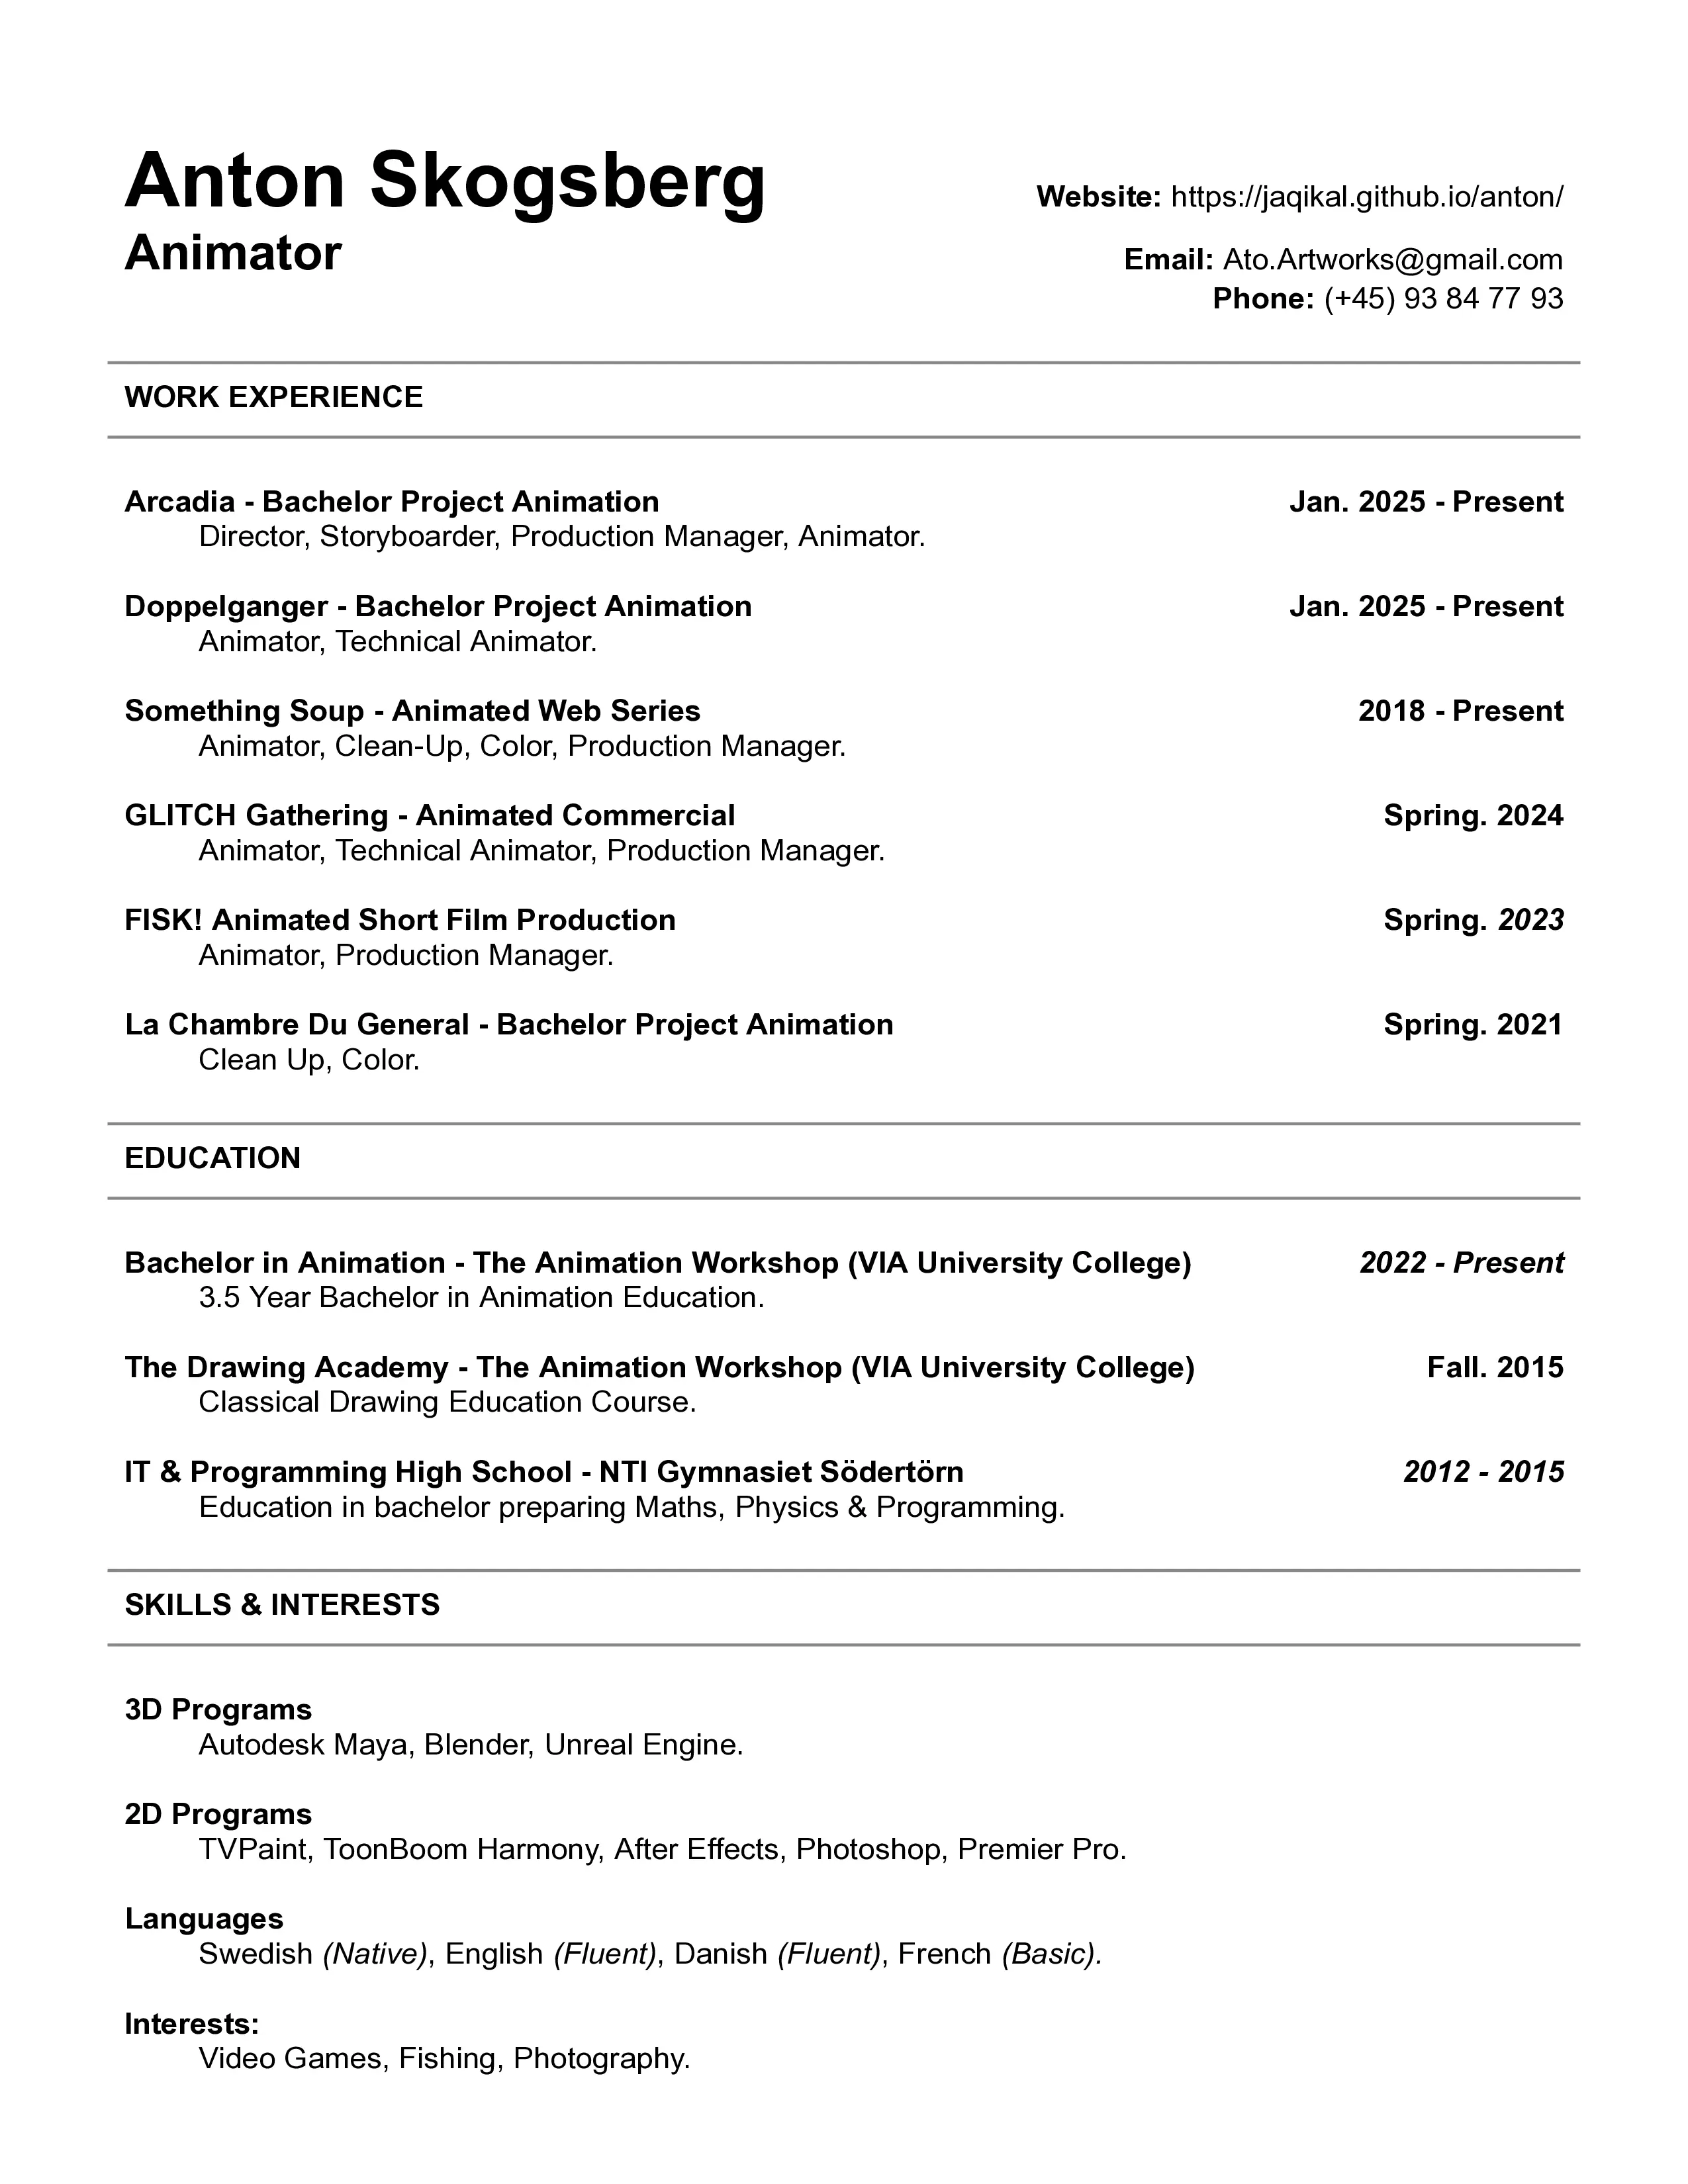 Anton Skogsberg
Animator
Website: https://jaqikal.github.io/anton/
Email: Ato.Artworks@gmail.com
Phone: (+45) 93 84 77 93
WORK EXPERIENCE
Arcadia - Bachelor Project Animation Jan. 2025 - Present
Director, Storyboarder, Production Manager, Animator.
Doppelganger - Bachelor Project Animation Jan. 2025 - Present
Animator, Technical Animator.
Something Soup - Animated Web Series 2018 - Present
Animator, Clean-Up, Color, Production Manager.
GLITCH Gathering - Animated Commercial Spring. 2024
Animator, Technical Animator, Production Manager.
FISK! Animated Short Film Production Spring. 2023
Animator, Production Manager.
La Chambre Du General - Bachelor Project Animation Spring. 2021
Clean Up, Color.
EDUCATION
Bachelor in Animation - The Animation Workshop (VIA University College) 2022 - Present
3.5 Year Bachelor in Animation Education.
The Drawing Academy - The Animation Workshop (VIA University College) Fall. 2015
Classical Drawing Education Course.
IT & Programming High School - NTI Gymnasiet Södertörn 2012 - 2015
Education in bachelor preparing Maths, Physics & Programming.
SKILLS & INTERESTS
3D Programs
Autodesk Maya, Blender, Unreal Engine.
2D Programs
TVPaint, ToonBoom Harmony, After Effects, Photoshop, Premier Pro.
Languages
Swedish (Native), English (Fluent), Danish (Fluent), French (Basic).
Interests:
Video Games, Fishing, Photography.